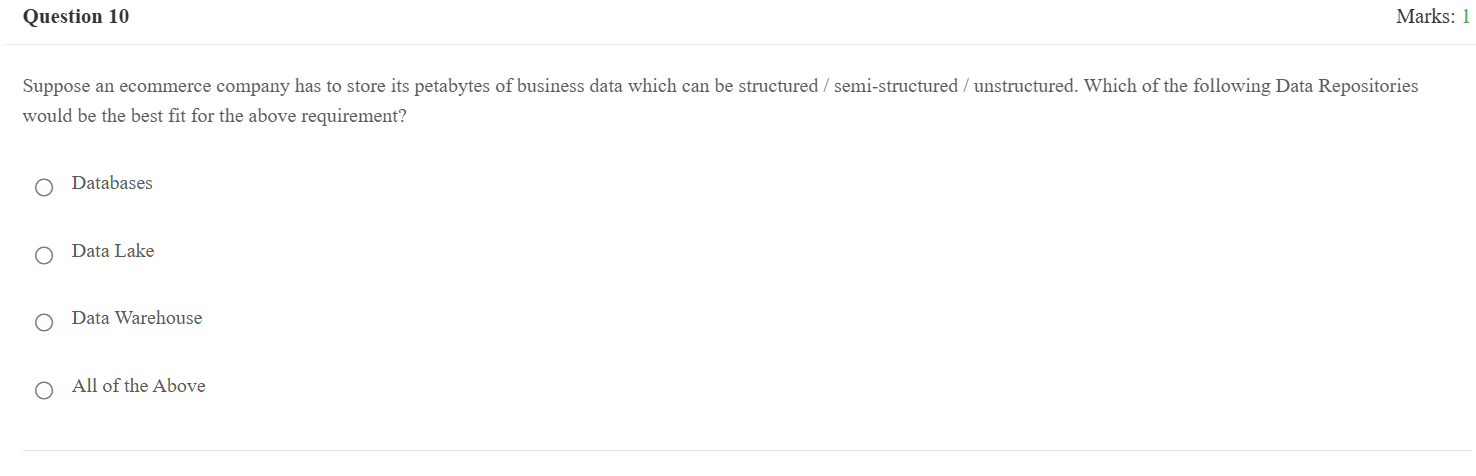 Question 10
Marks: 1
Suppose an ecommerce company has to store its petabytes of business data which can be structured / semi-structured / unstructured. Which of the following Data Repositories
would be the best fit for the above requirement?
Databases
Data Lake
Data Warehouse
All of the Above